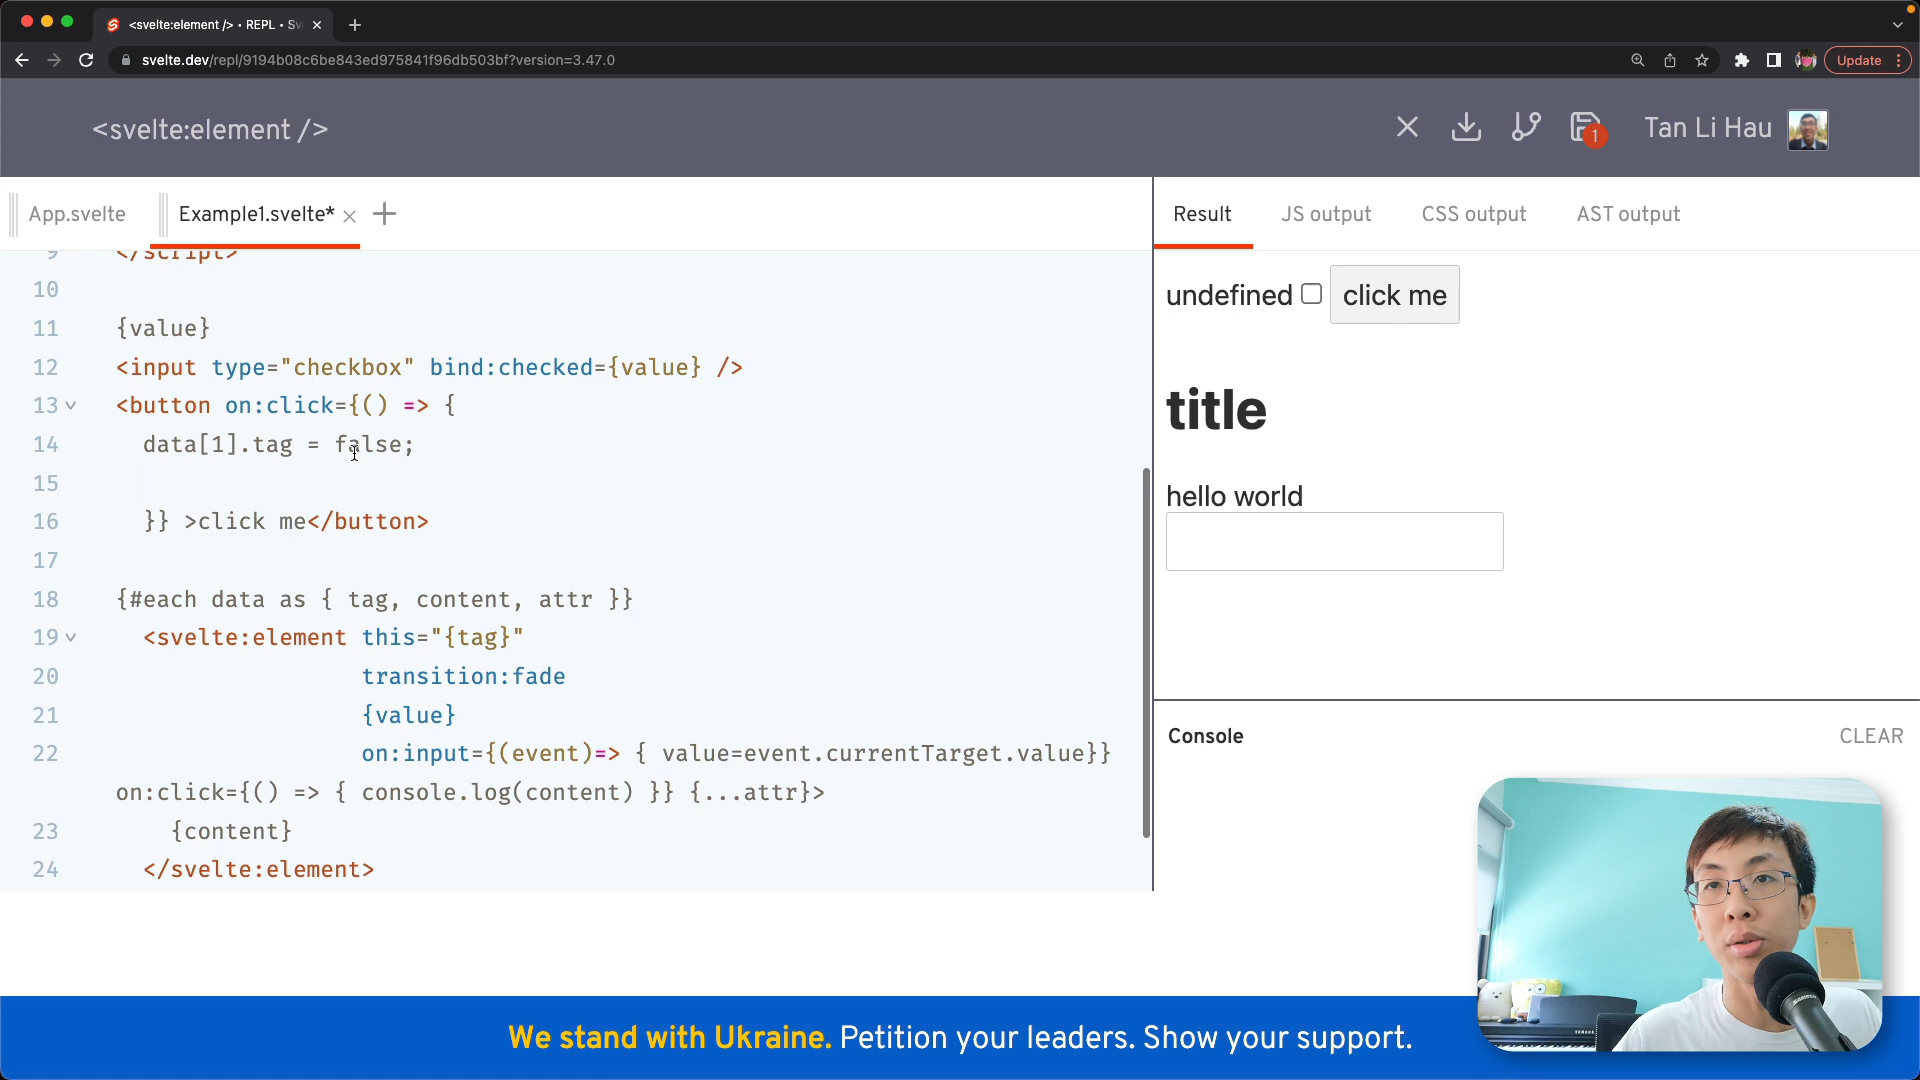 <svelte:element /> • REPL • Sv
svelte.dev/repl/9194b08c6be843ed975841f96db503bf?version=3.47.0
Update
<svelte:element />
1
Tan Li Hau
App.svelte
Example1.svelte*
Result
JS output
CSS output
AST output
9 </script>
10
11 {value}
12 <input type="checkbox" bind:checked={value} />
13 <button on:click={() => {
14 data[1].tag = false;
15
16 }} >click me</button>
17
18 {#each data as { tag, content, attr }}
19 <svelte:element this="{tag}"
20 transition:fade
21 {value}
22 on:input={(event)=> { value=event.currentTarget.value}}
on:click={() => { console.log(content) }} {...attr}>
23 {content}
24 </svelte:element>
undefined click me
title
hello world
Console
CLEAR
We stand with Ukraine. Petition your leaders. Show your support.